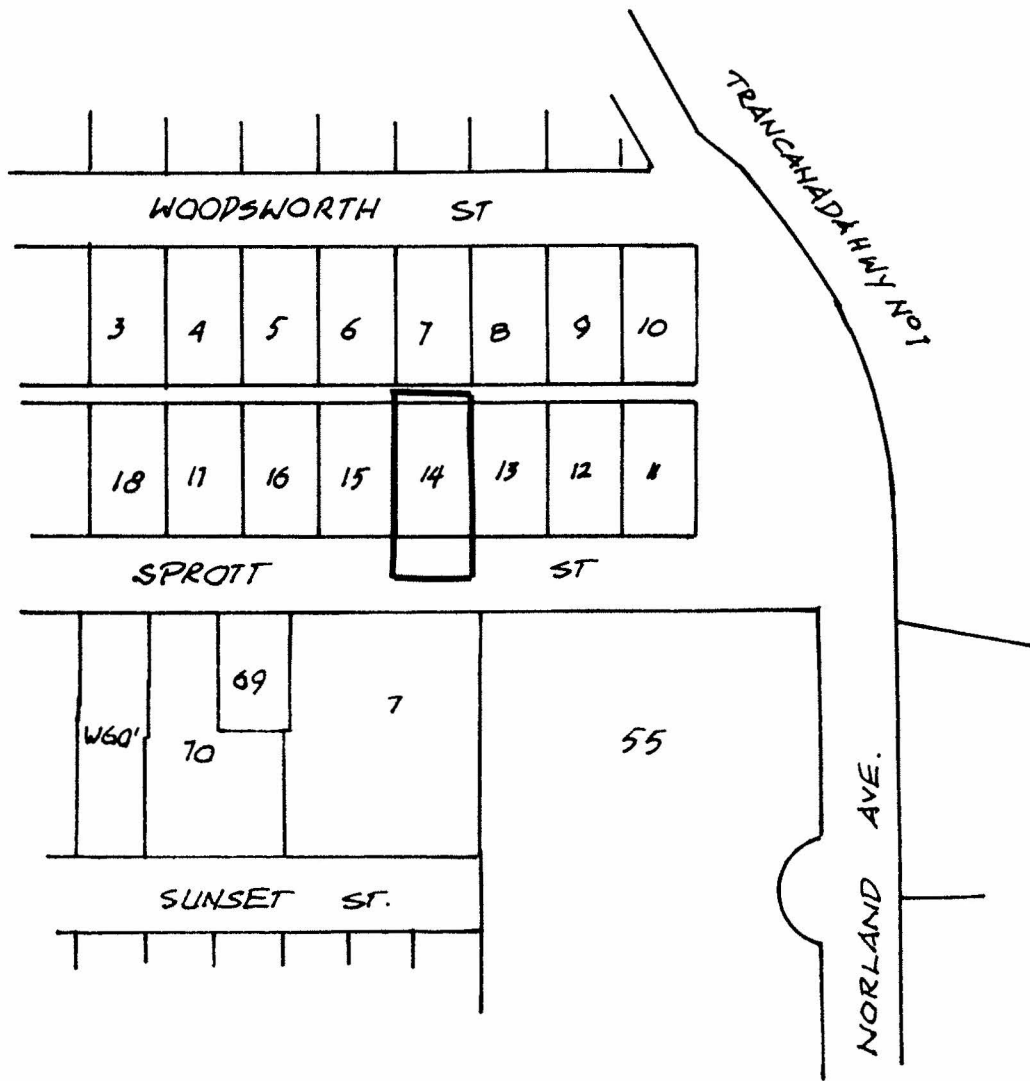 TRANCANADA HWY NO1
WOODSWORTH ST
3 4 5 6 7 8 9 10
18 17 16 15 14 13 12 11
SPROTT ST
69
W60' 70 7 55
SUNSET ST.
NORLAND AVE.